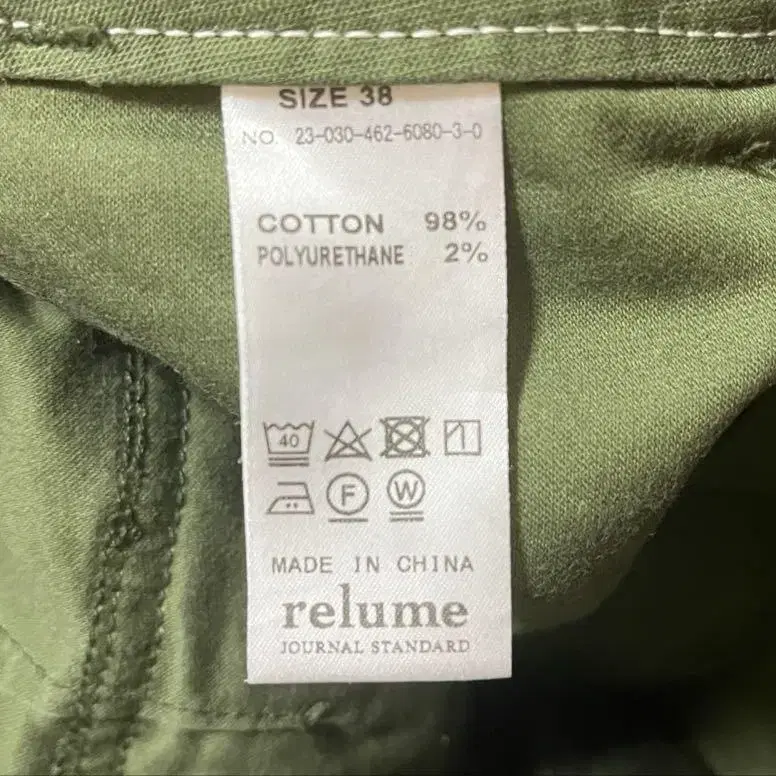 SIZE 38
NO. 23-030-462-6080-3-0
COTTON 98%
POLYURETHANE 2%
40
F W
MADE IN CHINA
relume
JOURNAL STANDARD